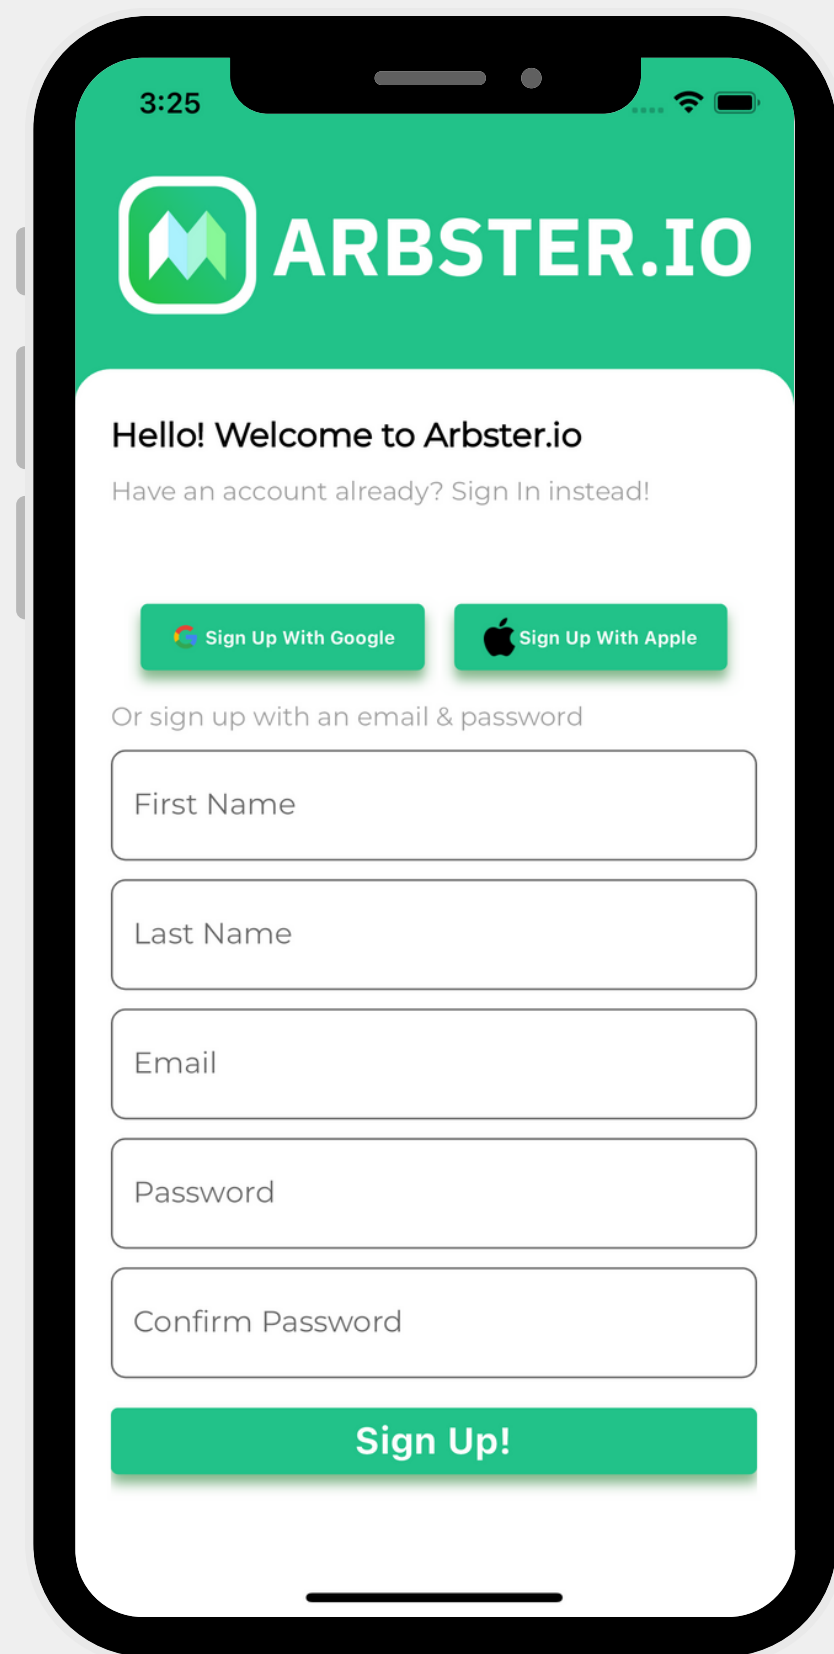 3:25
ARBSTER.IO
Hello! Welcome to Arbster.io
Have an account already? Sign In instead!
Sign Up With Google
Sign Up With Apple
Or sign up with an email & password
First Name
Last Name
Email
Password
Confirm Password
Sign Up!